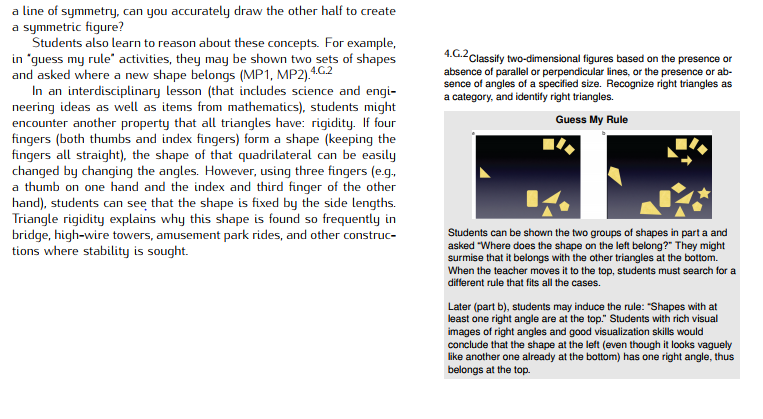 a line of symmetry, can you accurately draw the other half to create
a symmetric figure?
Students also learn to reason about these concepts. For example,
in "guess my rule" activities, they may be shown two sets of shapes
and asked where a new shape belongs (MP1, MP2).4.G.2
In an interdisciplinary lesson (that includes science and engi-
neering ideas as well as items from mathematics), students might
encounter another property that all triangles have: rigidity. If four
fingers (both thumbs and index fingers) form a shape (keeping the
fingers all straight), the shape of that quadrilateral can be easily
changed by changing the angles. However, using three fingers (e.g.,
a thumb on one hand and the index and third finger of the other
hand), students can see that the shape is fixed by the side lengths.
Triangle rigidity explains why this shape is found so frequently in
bridge, high-wire towers, amusement park rides, and other construc-
tions where stability is sought.
4.G.2Classify two-dimensional figures based on the presence or
absence of parallel or perpendicular lines, or the presence or ab-
sence of angles of a specified size. Recognize right triangles as
a category, and identify right triangles.
Guess My Rule
a
b
Students can be shown the two groups of shapes in part a and
asked "Where does the shape on the left belong?" They might
surmise that it belongs with the other triangles at the bottom.
When the teacher moves it to the top, students must search for a
different rule that fits all the cases.
Later (part b), students may induce the rule: "Shapes with at
least one right angle are at the top." Students with rich visual
images of right angles and good visualization skills would
conclude that the shape at the left (even though it looks vaguely
like another one already at the bottom) has one right angle, thus
belongs at the top.